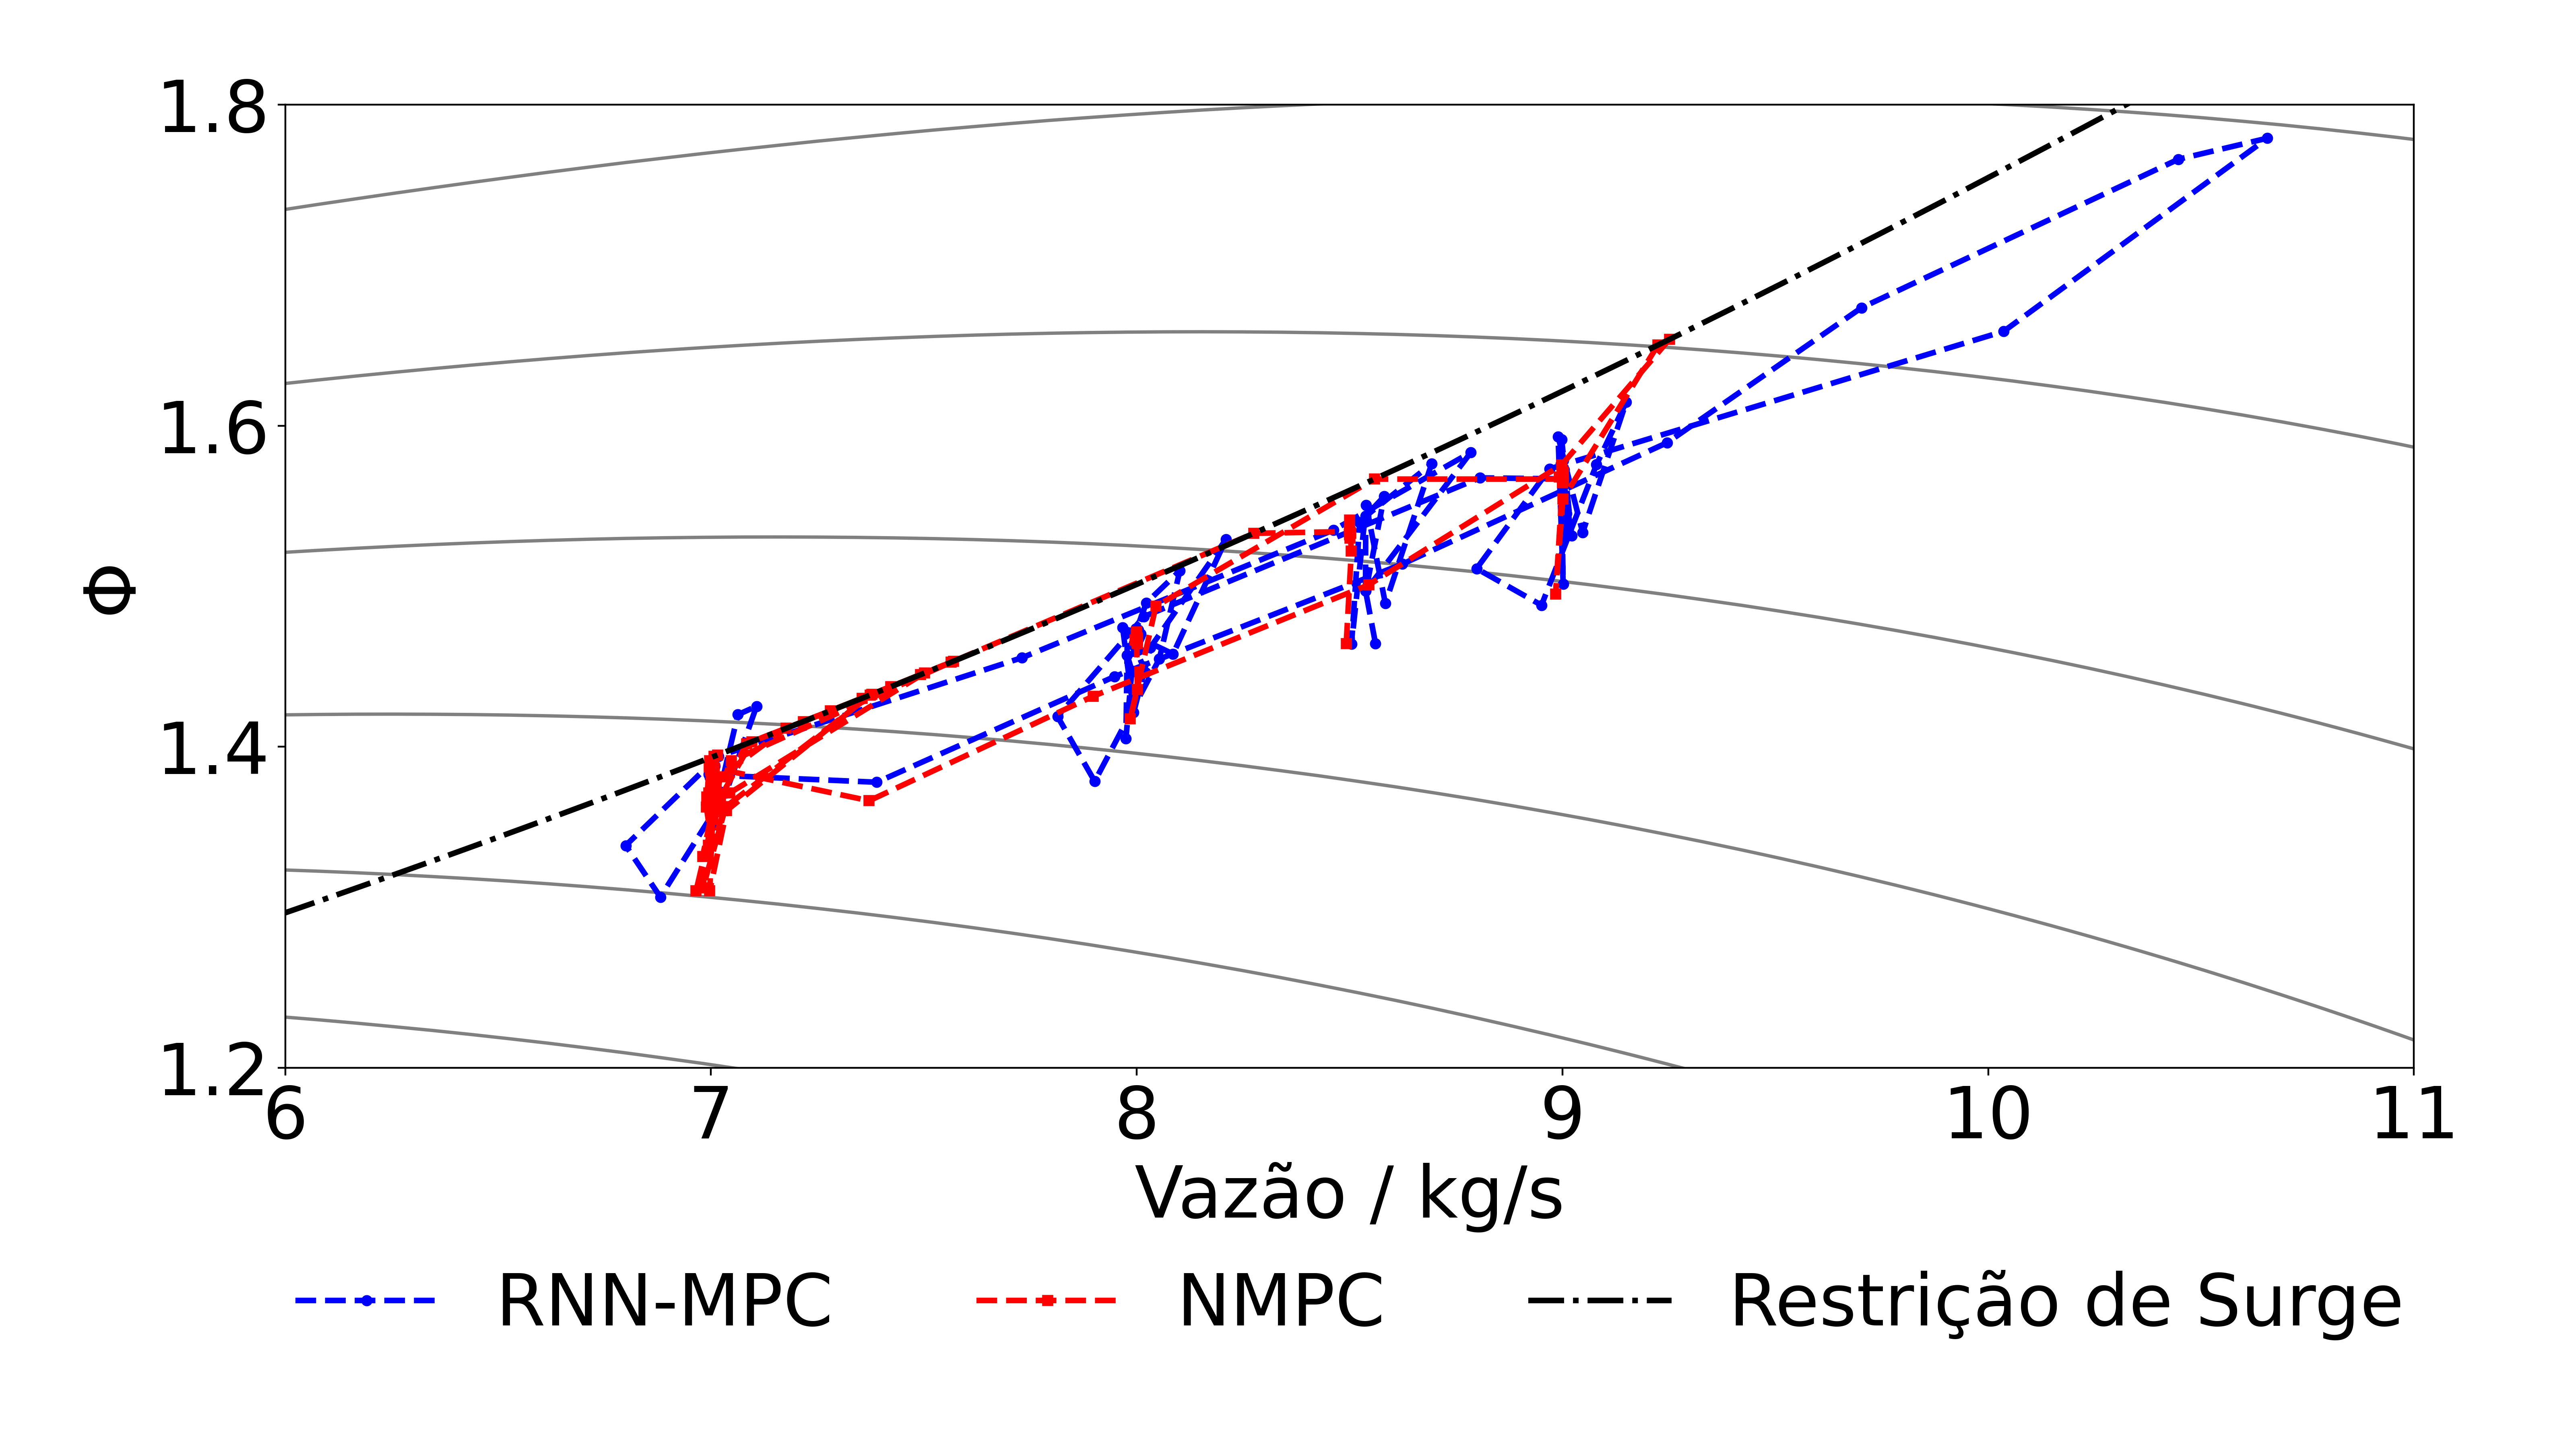 1.8
1.6
1.4
1.2
Φ
6 7 8 9 10 11
Vazão / kg/s
RNN-MPC NMPC Restrição de Surge